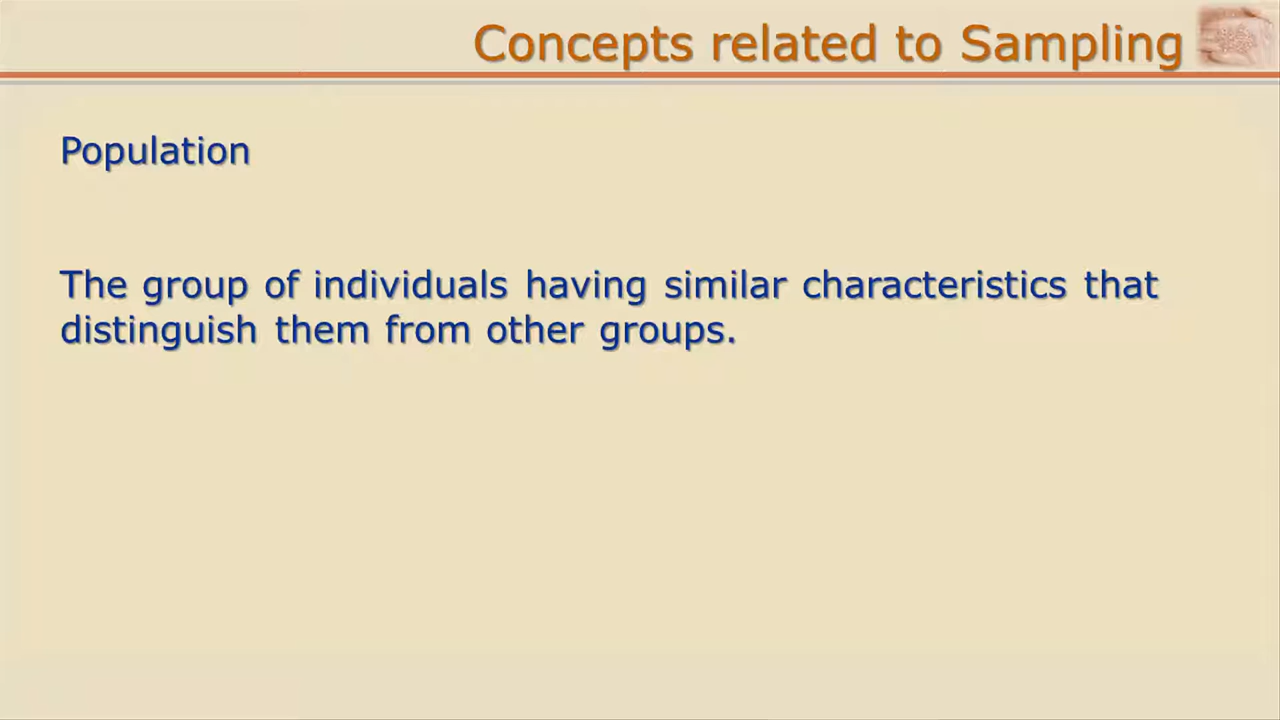 Concepts related to Sampling
Population
The group of individuals having similar characteristics that
distinguish them from other groups.